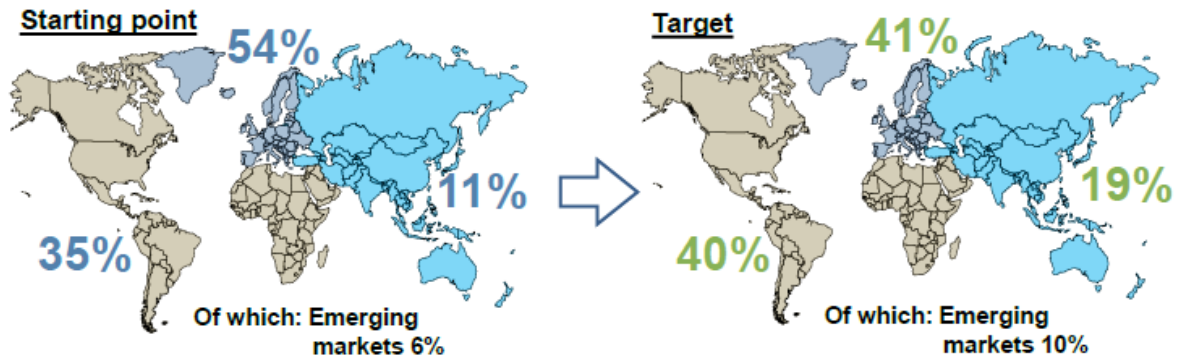 Starting point
54%
11%
35%
Of which: Emerging
markets 6%
Target
41%
19%
40%
Of which: Emerging
markets 10%